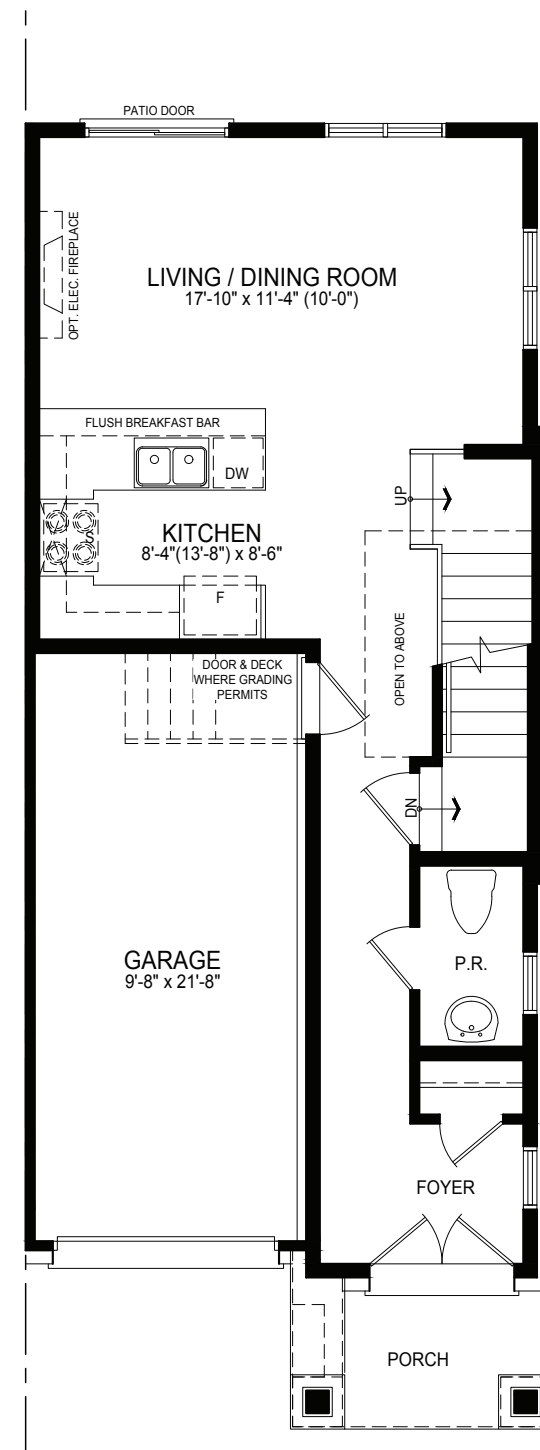 PATIO DOOR
OPT. ELEC. FIREPLACE
LIVING / DINING ROOM
17'-10" x 11'-4" (10'-0")
FLUSH BREAKFAST BAR
DW
UP
S
KITCHEN
8'-4"(13'-8") x 8'-6"
F
OPEN TO ABOVE
DOOR & DECK
WHERE GRADING
PERMITS
DN
GARAGE
9'-8" x 21'-8"
P.R.
FOYER
PORCH